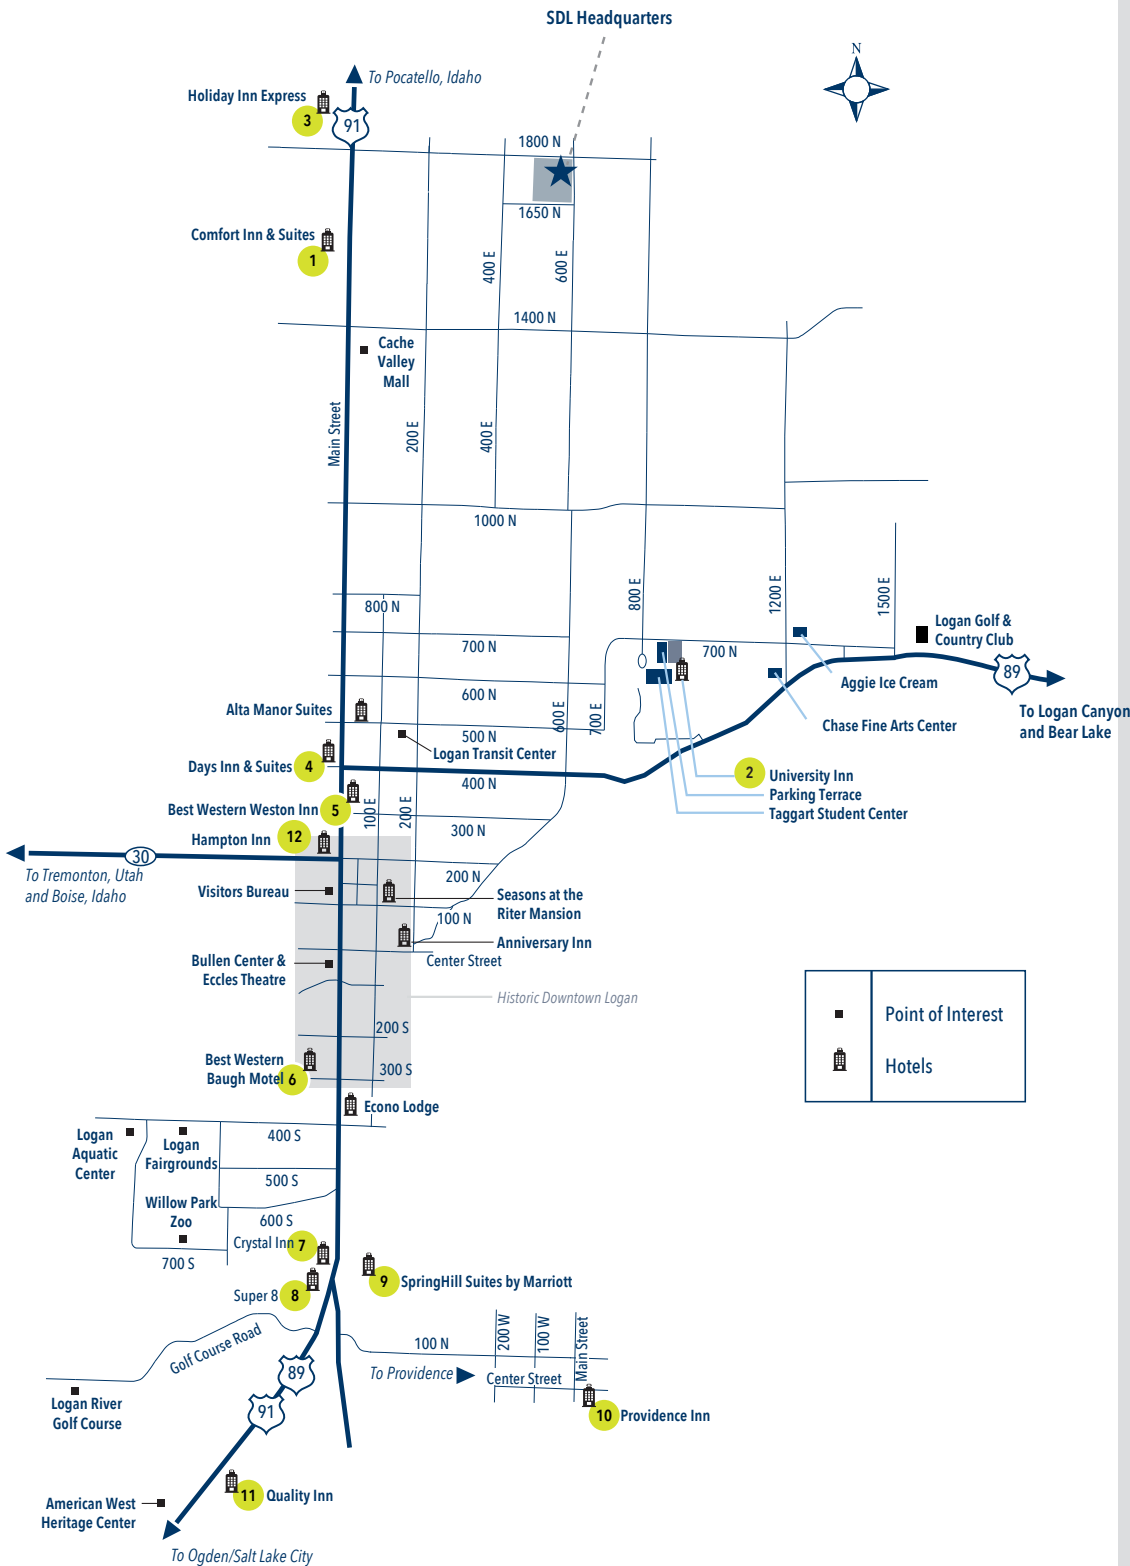 SDL Headquarters
N
To Pocatello, Idaho
Holiday Inn Express
3
91
1800 N
1650 N
Comfort Inn & Suites
1
400 E
600 E
1400 N
Cache
Valley
Mall
Main Street
200 E
400 E
1000 N
800 E
1200 E
1500 E
800 N
700 N
700 N
Logan Golf &
Country Club
89
Aggie Ice Cream
To Logan Canyon
and Bear Lake
Chase Fine Arts Center
600 N
Alta Manor Suites
600 E
700 E
500 N
Logan Transit Center
Days Inn & Suites
4
400 N
2
University Inn
Parking Terrace
Taggart Student Center
Best Western Weston Inn
5
100 E
200 E
300 N
Hampton Inn
12
30
To Tremonton, Utah
and Boise, Idaho
200 N
Visitors Bureau
Seasons at the
Riter Mansion
100 N
Anniversary Inn
Center Street
Bullen Center &
Eccles Theatre
Historic Downtown Logan
Point of Interest
Hotels
200 S
Best Western
Baugh Motel
6
300 S
Econo Lodge
400 S
Logan
Aquatic
Center
Logan
Fairgrounds
500 S
Willow Park
Zoo
600 S
Crystal Inn
7
700 S
9
SpringHill Suites by Marriott
Super 8
8
Golf Course Road
100 N
200 W
100 W
Main Street
89
To Providence
Center Street
91
Logan River
Golf Course
10
Providence Inn
11
Quality Inn
American West
Heritage Center
To Ogden/Salt Lake City